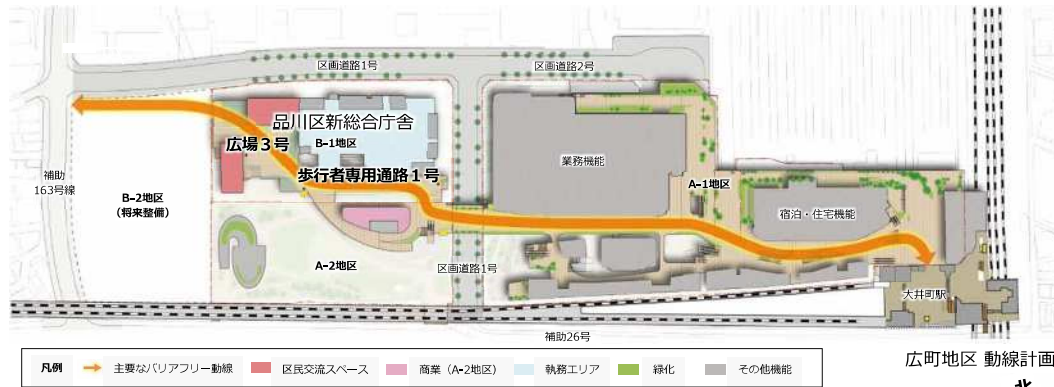 区画道路1号
区画道路2号
品川区新総合庁舎
B-1地区
広場3号
歩行者専用通路1号
業務機能
A-1地区
補助
163号線
B-2地区
(将来整備)
宿泊・住宅機能
A-2地区
区画道路1号
大井町駅
補助26号
凡例
主要なバリアフリー動線
区民交流スペース
商業(A-2地区)
執務エリア
緑化
その他機能
広町地区 動線計画
北